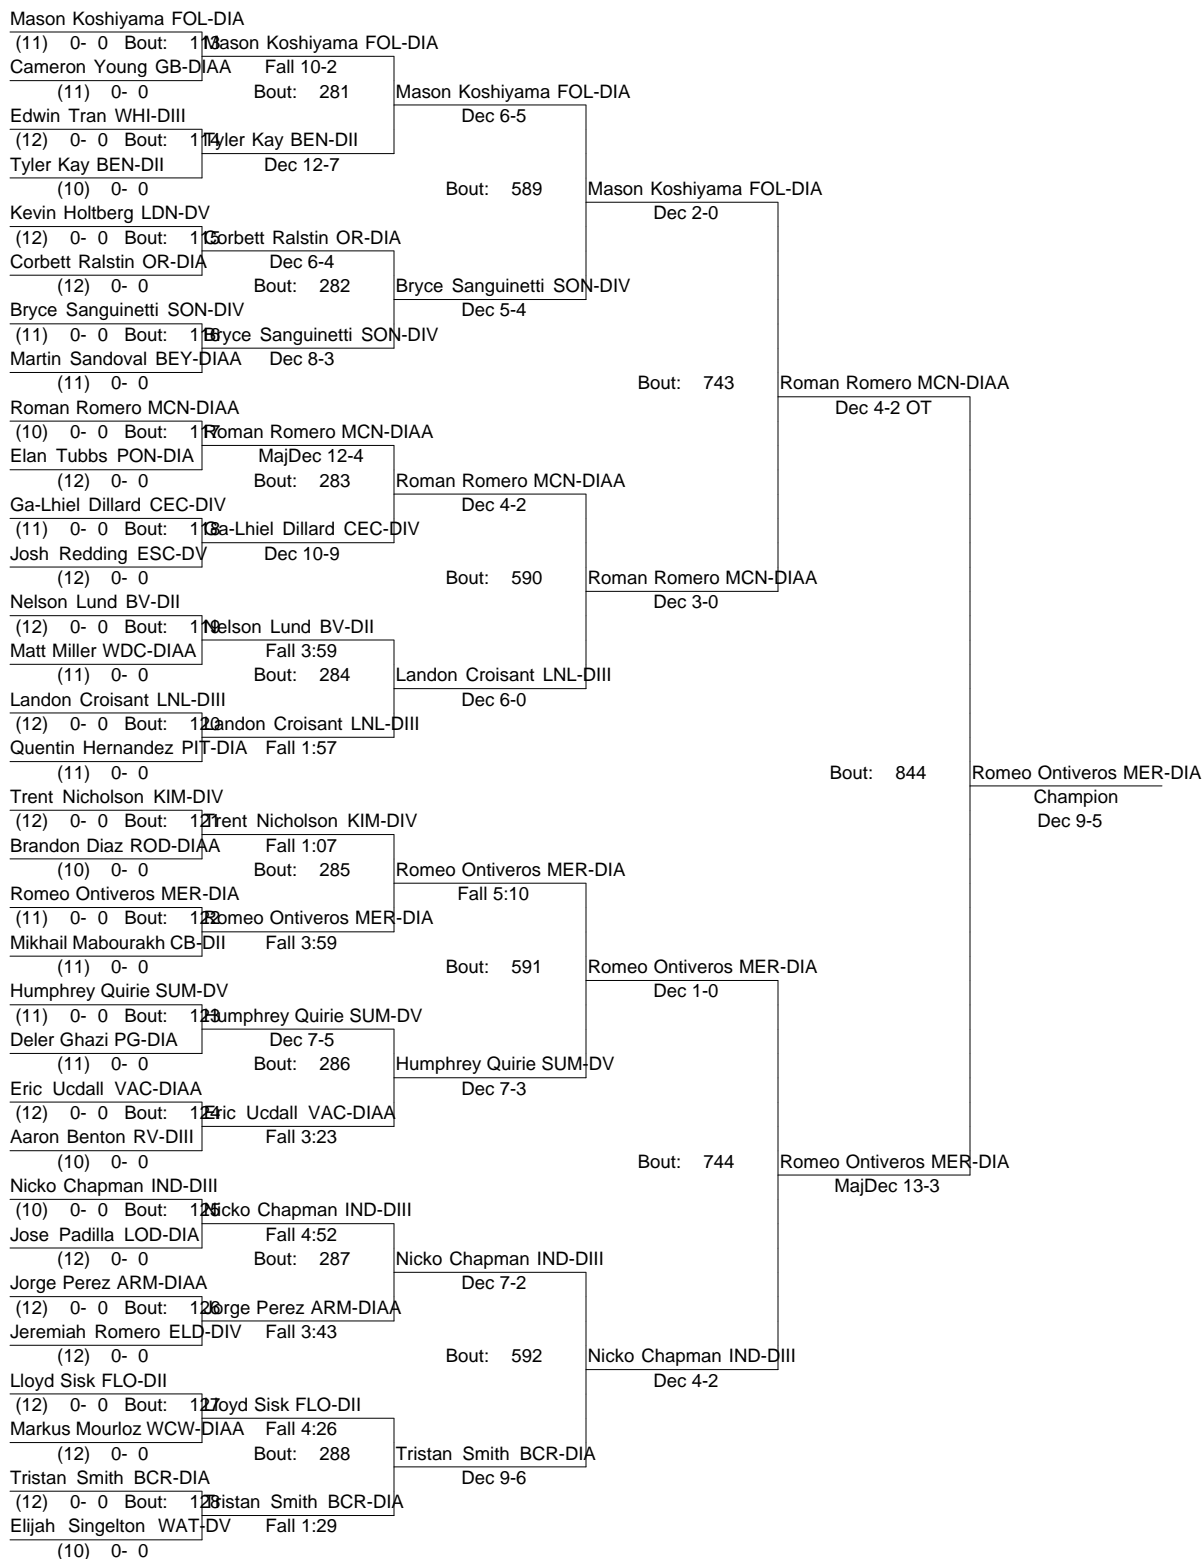 Mason Koshiyama FOL-DIA
(11) 0- 0 Bout: 113 Mason Koshiyama FOL-DIA
Cameron Young GB-DIAA Fall 10-2
(11) 0- 0 Bout: 281 Mason Koshiyama FOL-DIA
Edwin Tran WHI-DIII Dec 6-5
(12) 0- 0 Bout: 114 Tyler Kay BEN-DII
Tyler Kay BEN-DII Dec 12-7
(10) 0- 0 Bout: 589 Mason Koshiyama FOL-DIA
Kevin Holtberg LDN-DV Dec 2-0
(12) 0- 0 Bout: 115 Corbett Ralstin OR-DIA
Corbett Ralstin OR-DIA Dec 6-4
(12) 0- 0 Bout: 282 Bryce Sanguinetti SON-DIV
Bryce Sanguinetti SON-DIV Dec 5-4
(11) 0- 0 Bout: 116 Bryce Sanguinetti SON-DIV
Martin Sandoval BEY-DIAA Dec 8-3
(11) 0- 0 Bout: 743 Roman Romero MCN-DIAA
Roman Romero MCN-DIAA Dec 4-2 OT
(10) 0- 0 Bout: 117 Roman Romero MCN-DIAA
Elan Tubbs PON-DIA MajDec 12-4
(12) 0- 0 Bout: 283 Roman Romero MCN-DIAA
Ga-Lhiel Dillard CEC-DIV Dec 4-2
(11) 0- 0 Bout: 118 Ga-Lhiel Dillard CEC-DIV
Josh Redding ESC-DV Dec 10-9
(12) 0- 0 Bout: 590 Roman Romero MCN-DIAA
Nelson Lund BV-DII Dec 3-0
(12) 0- 0 Bout: 119 Nelson Lund BV-DII
Matt Miller WDC-DIAA Fall 3:59
(11) 0- 0 Bout: 284 Landon Croisant LNL-DIII
Landon Croisant LNL-DIII Dec 6-0
(12) 0- 0 Bout: 120 Landon Croisant LNL-DIII
Quentin Hernandez PIT-DIA Fall 1:57
(11) 0- 0 Bout: 844 Romeo Ontiveros MER-DIA
Trent Nicholson KIM-DIV Champion
(12) 0- 0 Bout: 121 Trent Nicholson KIM-DIV Dec 9-5
Brandon Diaz ROD-DIAA Fall 1:07
(10) 0- 0 Bout: 285 Romeo Ontiveros MER-DIA
Romeo Ontiveros MER-DIA Fall 5:10
(11) 0- 0 Bout: 122 Romeo Ontiveros MER-DIA
Mikhail Mabourakh CB-DII Fall 3:59
(11) 0- 0 Bout: 591 Romeo Ontiveros MER-DIA
Humphrey Quirie SUM-DV Dec 1-0
(11) 0- 0 Bout: 123 Humphrey Quirie SUM-DV
Deler Ghazi PG-DIA Dec 7-5
(11) 0- 0 Bout: 286 Humphrey Quirie SUM-DV
Eric Ucdall VAC-DIAA Dec 7-3
(12) 0- 0 Bout: 124 Eric Ucdall VAC-DIAA
Aaron Benton RV-DIII Fall 3:23
(10) 0- 0 Bout: 744 Romeo Ontiveros MER-DIA
Nicko Chapman IND-DIII MajDec 13-3
(10) 0- 0 Bout: 125 Nicko Chapman IND-DIII
Jose Padilla LOD-DIA Fall 4:52
(12) 0- 0 Bout: 287 Nicko Chapman IND-DIII
Jorge Perez ARM-DIAA Dec 7-2
(12) 0- 0 Bout: 126 Jorge Perez ARM-DIAA
Jeremiah Romero ELD-DIV Fall 3:43
(12) 0- 0 Bout: 592 Nicko Chapman IND-DIII
Lloyd Sisk FLO-DII Dec 4-2
(12) 0- 0 Bout: 127 Lloyd Sisk FLO-DII
Markus Mourloz WCW-DIAA Fall 4:26
(12) 0- 0 Bout: 288 Tristan Smith BCR-DIA
Tristan Smith BCR-DIA Dec 9-6
(12) 0- 0 Bout: 128 Tristan Smith BCR-DIA
Elijah Singelton WAT-DV Fall 1:29
(10) 0- 0